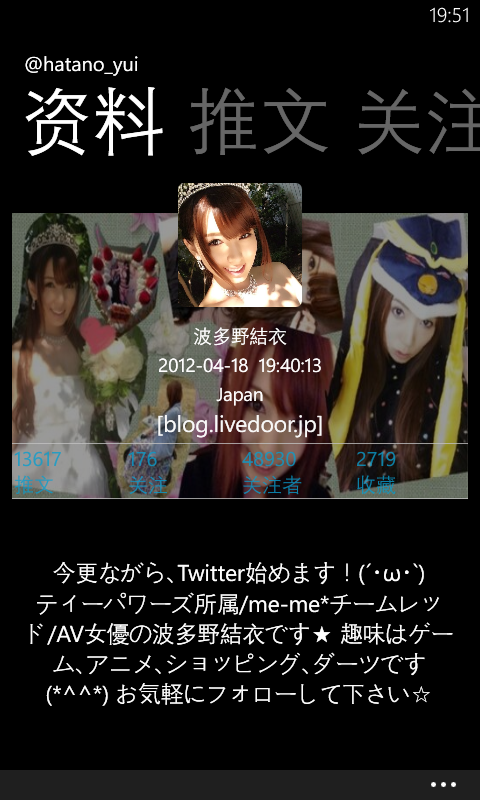 19:51
@hatano_yui
资料 推文 关注
波多野結衣
2012-04-18 19:40:13
Japan
[blog.livedoor.jp]
13617 176 48930 2719
推文 关注 关注者 收藏
今更ながら、Twitter始めます！(´･ω･`)
ティーパワーズ所属/me-me*チームレッ
ド/AV女優の波多野結衣です★ 趣味はゲー
ム、アニメ、ショッピング、ダーツです
(*^^*) お気軽にフォローして下さい☆